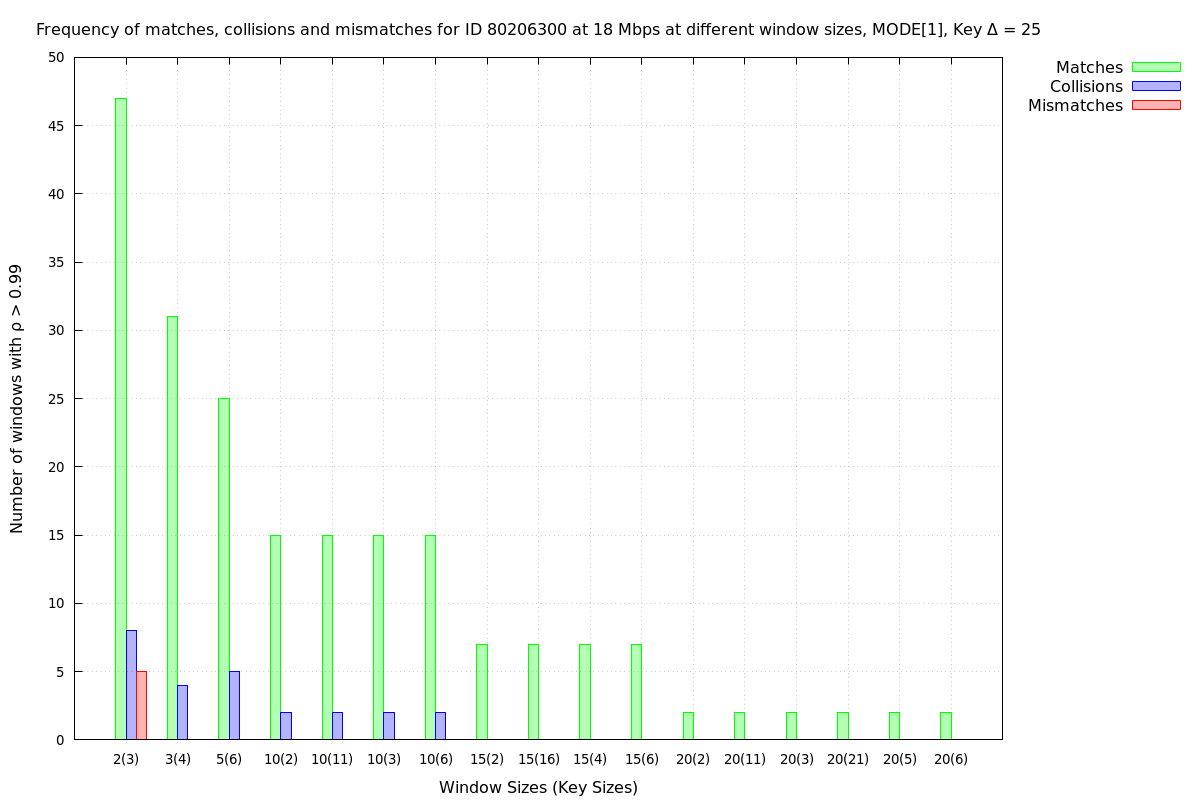 Frequency of matches, collisions and mismatches for ID 80206300 at 18 Mbps at different window sizes, MODE[1], Key Δ = 25
Matches
Collisions
Mismatches
Number of windows with ρ > 0.99
50
45
40
35
30
25
20
15
10
5
0
2(3) 3(4) 5(6) 10(2) 10(11) 10(3) 10(6) 15(2) 15(16) 15(4) 15(6) 20(2) 20(11) 20(3) 20(21) 20(5) 20(6)
Window Sizes (Key Sizes)